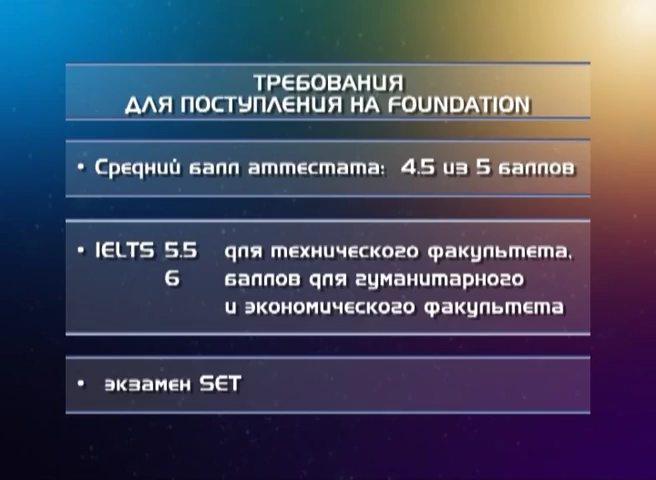 ТРЕБОВАНИЯ
ДЛЯ ПОСТУПЛЕНИЯ НА FOUNDATION
• Средний балл аттестата: 4.5 из 5 баллов
• IELTS 5.5 для технического факультета,
6 баллов для гуманитарного
и экономического факультета
• экзамен SET